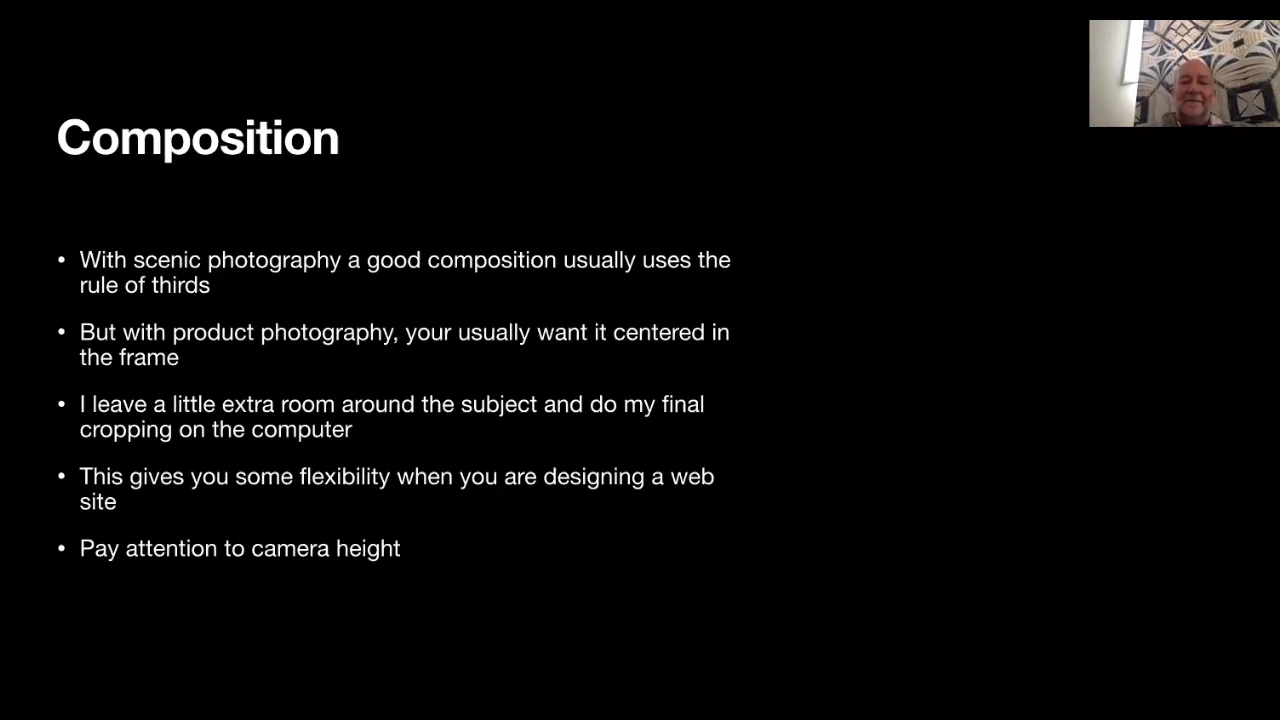 Composition
• With scenic photography a good composition usually uses the
rule of thirds
• But with product photography, your usually want it centered in
the frame
• I leave a little extra room around the subject and do my final
cropping on the computer
• This gives you some flexibility when you are designing a web
site
• Pay attention to camera height